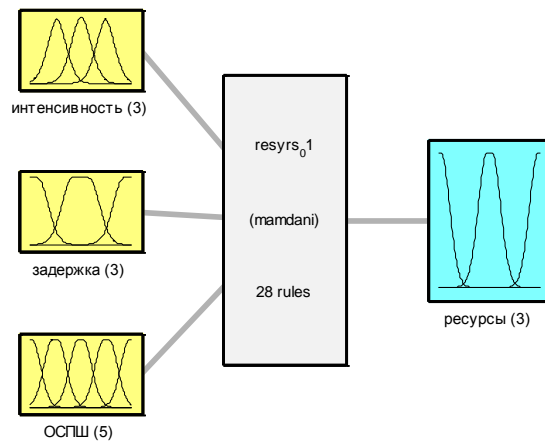 интенсивность (3)
resyrs₀1
(mamdani)
задержка (3)
28 rules
ресурсы (3)
ОСПШ (5)